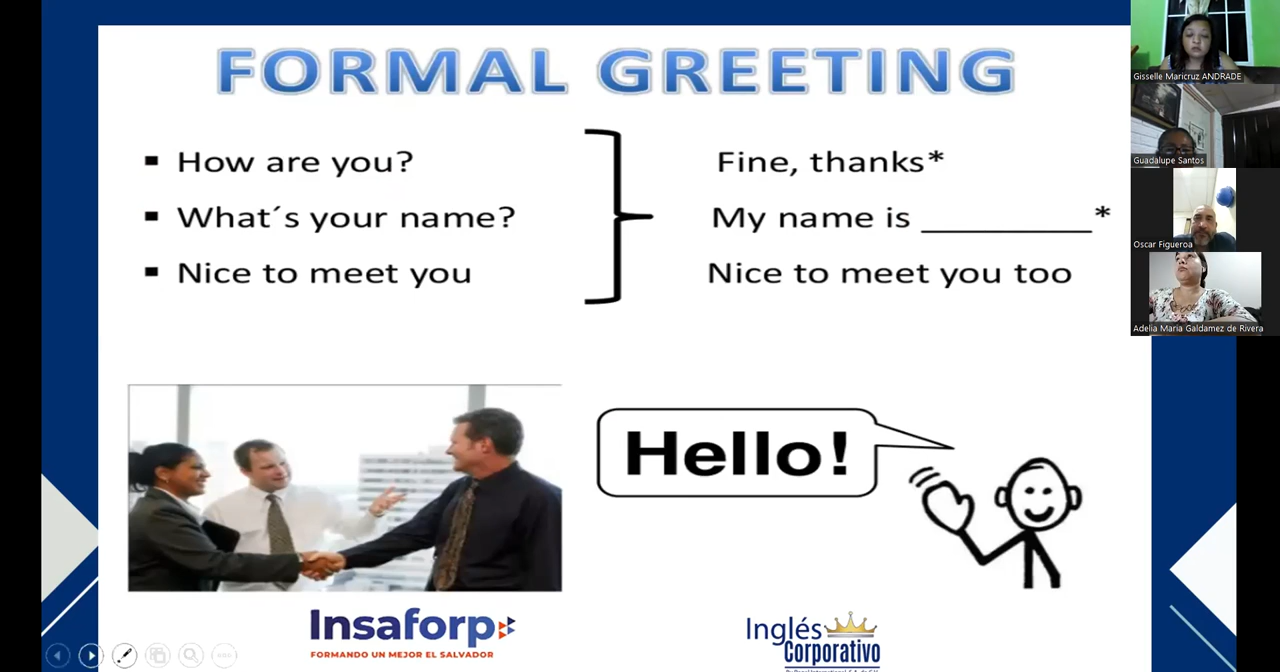 FORMAL GREETING
▪ How are you?
Fine, thanks*
▪ What´s your name?
My name is __________*
▪ Nice to meet you
Nice to meet you too
Hello!
Insaforp
FORMANDO UN MEJOR EL SALVADOR
Inglés
Corporativo
Gisselle Maricruz ANDRADE
Guadalupe Santos
Oscar Figueroa
Adelia Maria Galdamez de Rivera